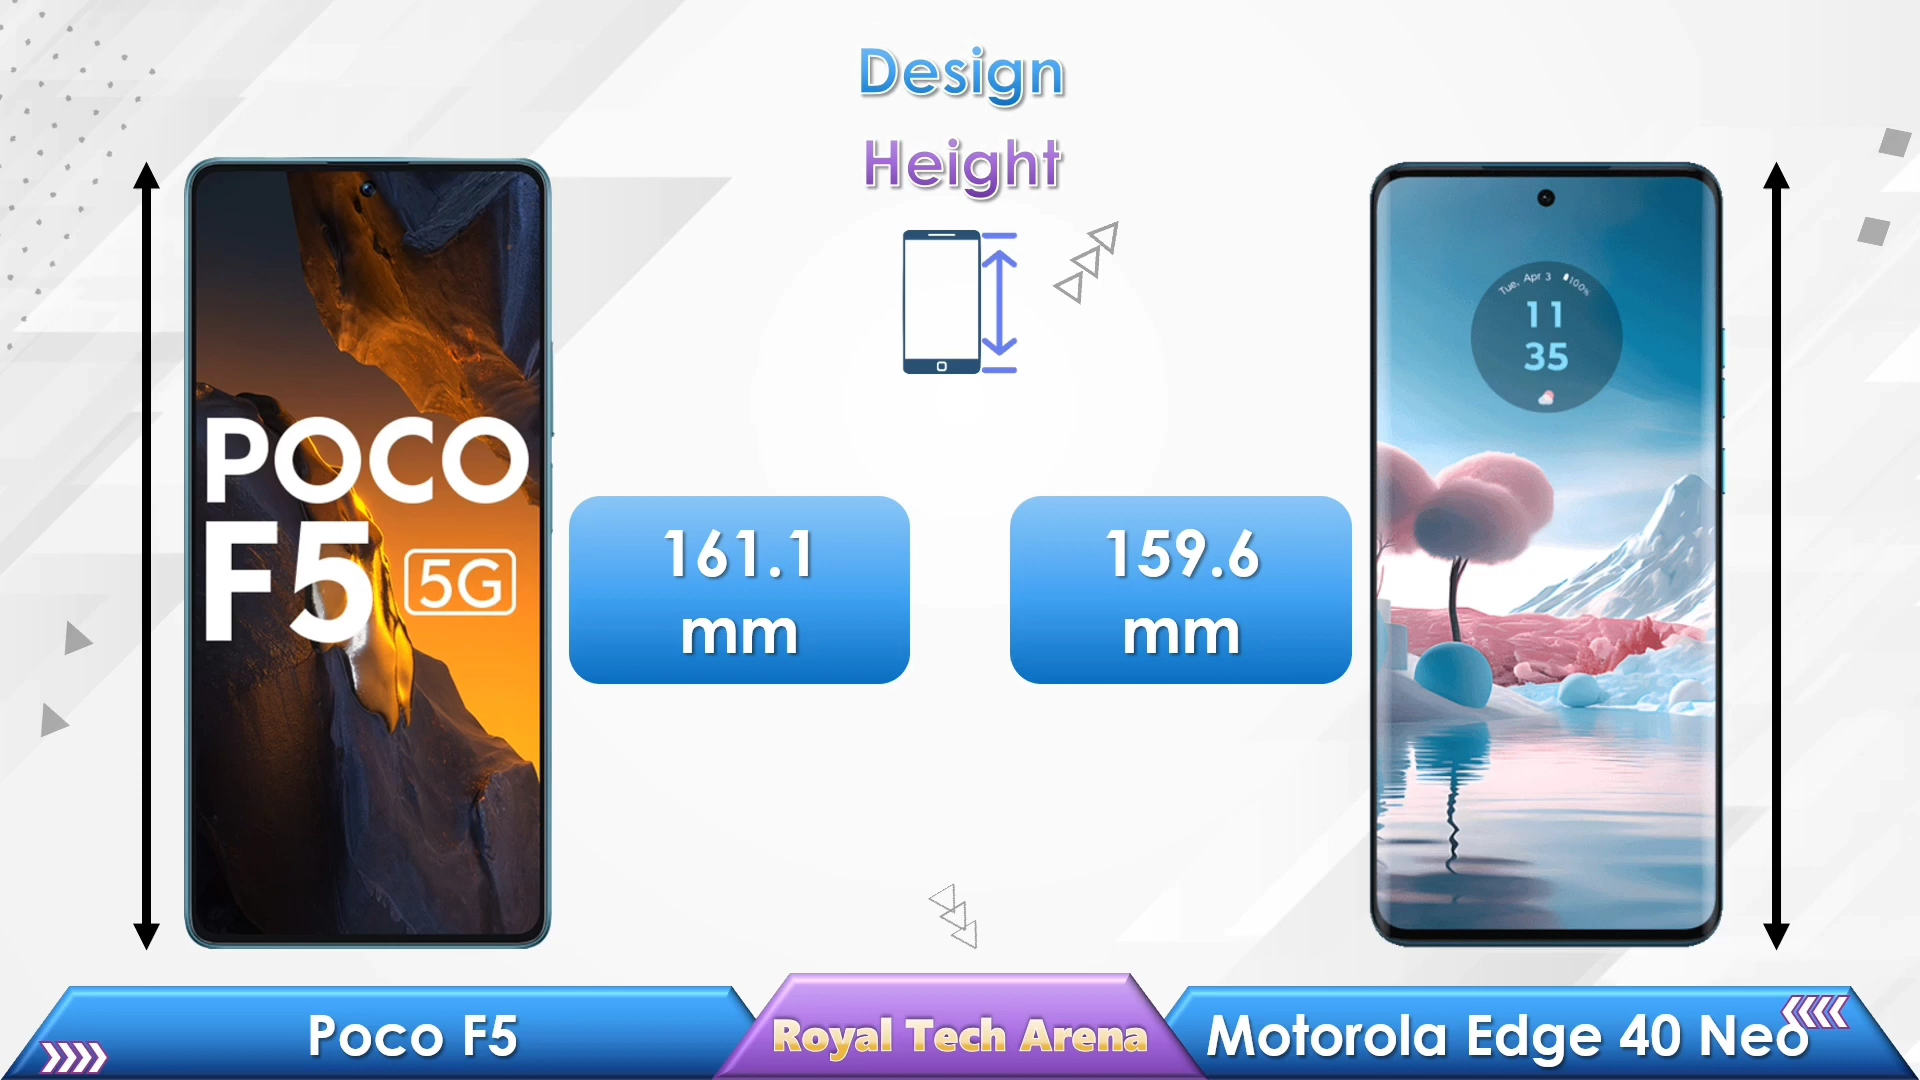 Design
Height
POCO
F5 5G
161.1
mm
159.6
mm
Tue, Apr 3 100%
11
35
Poco F5
Royal Tech Arena
Motorola Edge 40 Neo